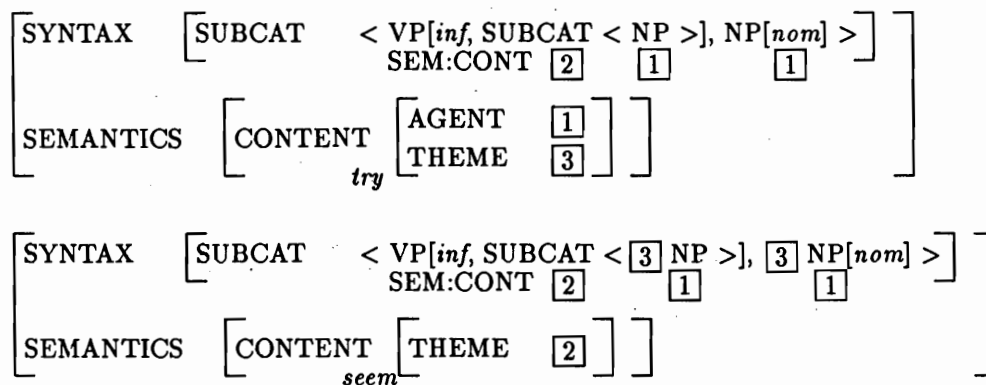 SYNTAX [SUBCAT < VP[inf, SUBCAT < NP >], NP[nom] >]
SEM:CONT 2 1 1
SEMANTICS [CONTENT [AGENT 1
THEME 3]]
try
SYNTAX [SUBCAT < VP[inf, SUBCAT < 3 NP >], 3 NP[nom] >]
SEM:CONT 2 1 1
SEMANTICS [CONTENT [THEME 2]]
seem